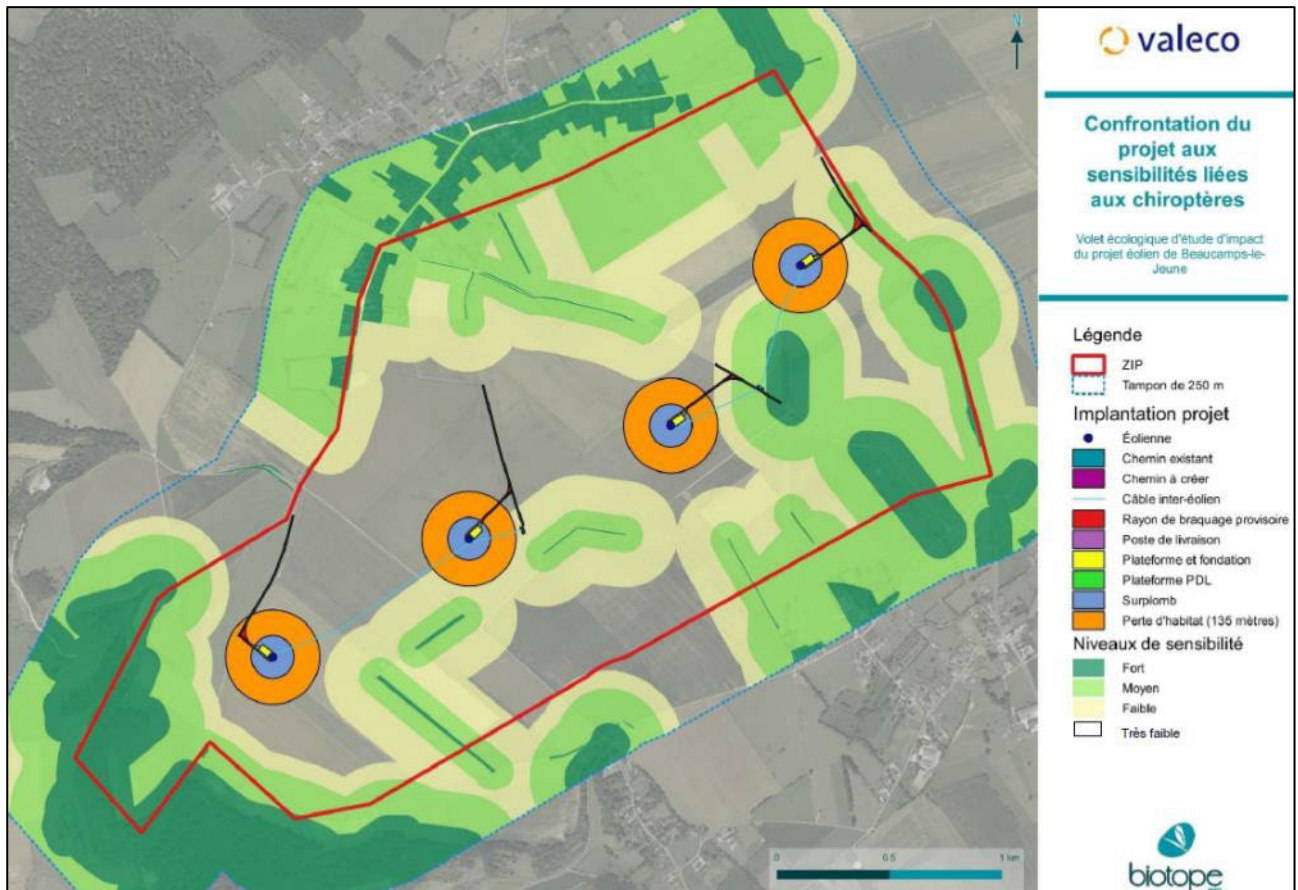 N
valeco
Confrontation du
projet aux
sensibilités liées
aux chiroptères
Volet écologique d'étude d'impact
du projet éolien de Beaucamps-le-
Jeune
Légende
ZIP
Tampon de 250 m
Implantation projet
Éolienne
Chemin existant
Chemin à créer
Câble inter-éolien
Rayon de braquage provisoire
Poste de livraison
Plateforme et fondation
Plateforme PDL
Surplomb
Perte d'habitat (135 mètres)
Niveaux de sensibilité
Fort
Moyen
Faible
Très faible
0 0.5 1 km
biotope